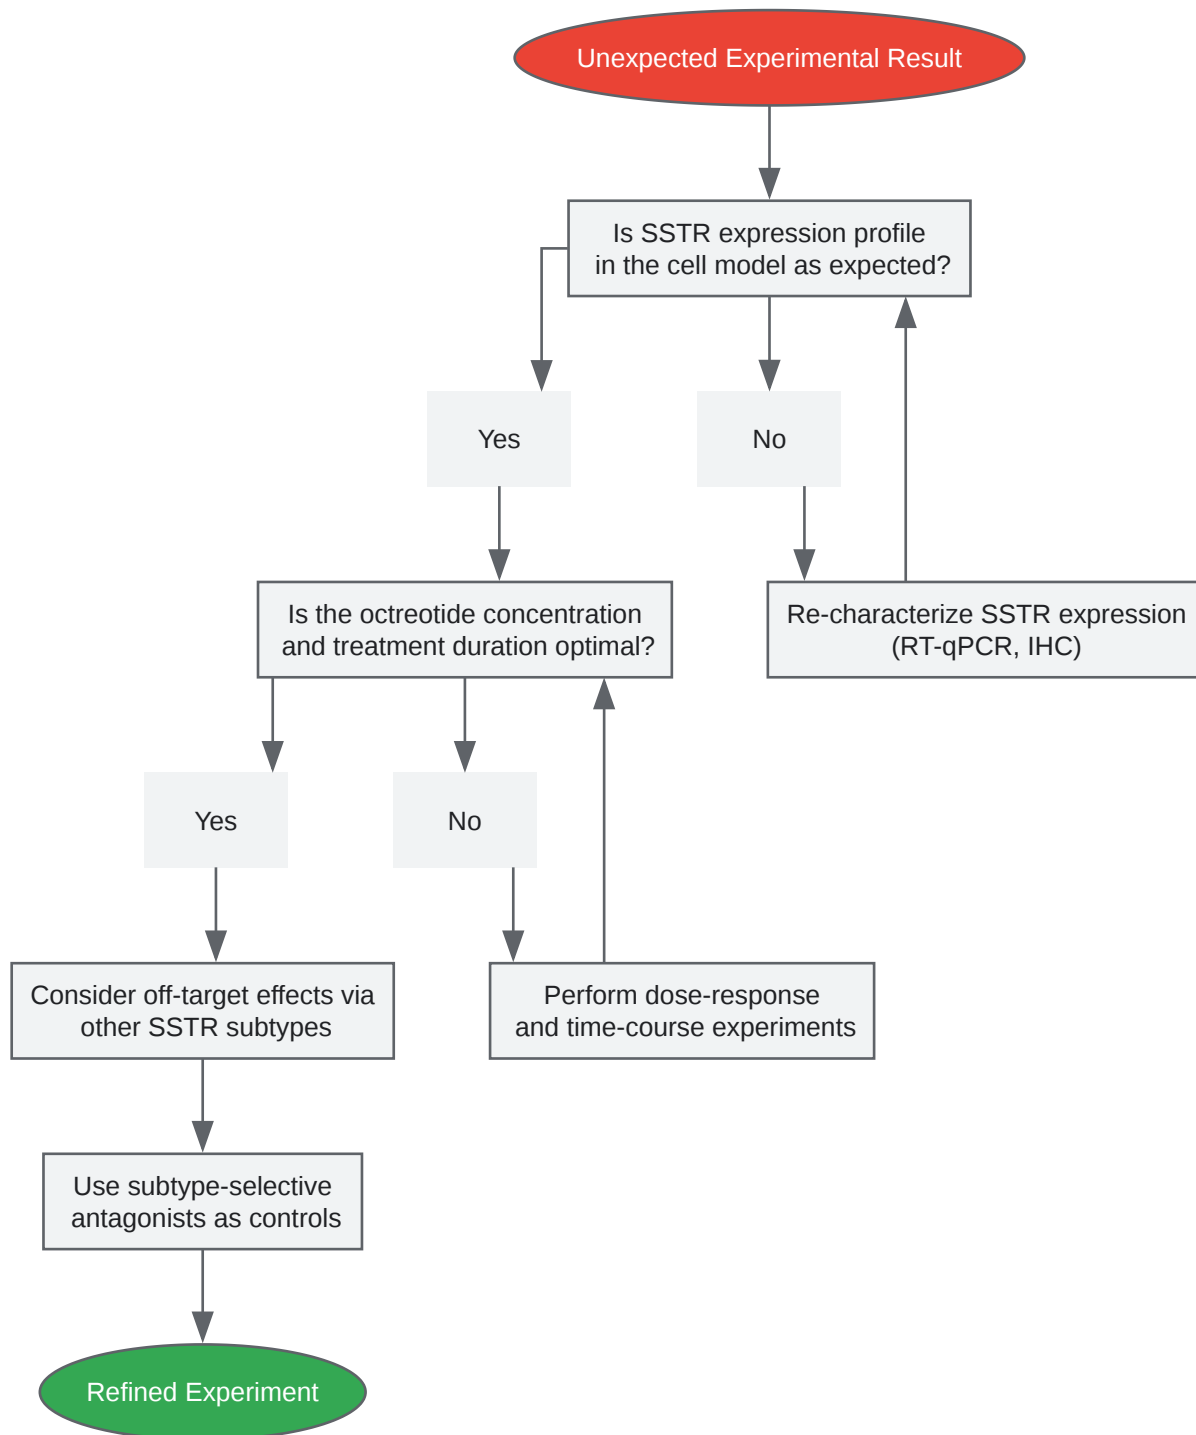 Unexpected Experimental Result
Is SSTR expression profile
in the cell model as expected?
Yes
No
Is the octreotide concentration
and treatment duration optimal?
Re-characterize SSTR expression
(RT-qPCR, IHC)
Yes
No
Consider off-target effects via
other SSTR subtypes
Perform dose-response
and time-course experiments
Use subtype-selective
antagonists as controls
Refined Experiment